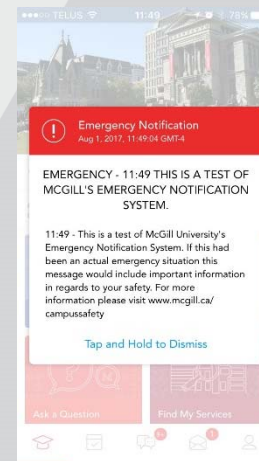 TELUS 11:49 78%
Emergency Notification
Aug 1, 2017, 11:49:04 GMT-4
EMERGENCY - 11:49 THIS IS A TEST OF
MCGILL'S EMERGENCY NOTIFICATION
SYSTEM.
11:49 - This is a test of McGill University's
Emergency Notification System. If this had
been an actual emergency situation this
message would include important information
in regards to your safety. For more
information please visit www.mcgill.ca/
campussafety
Tap and Hold to Dismiss
Ask a Question Find My Services